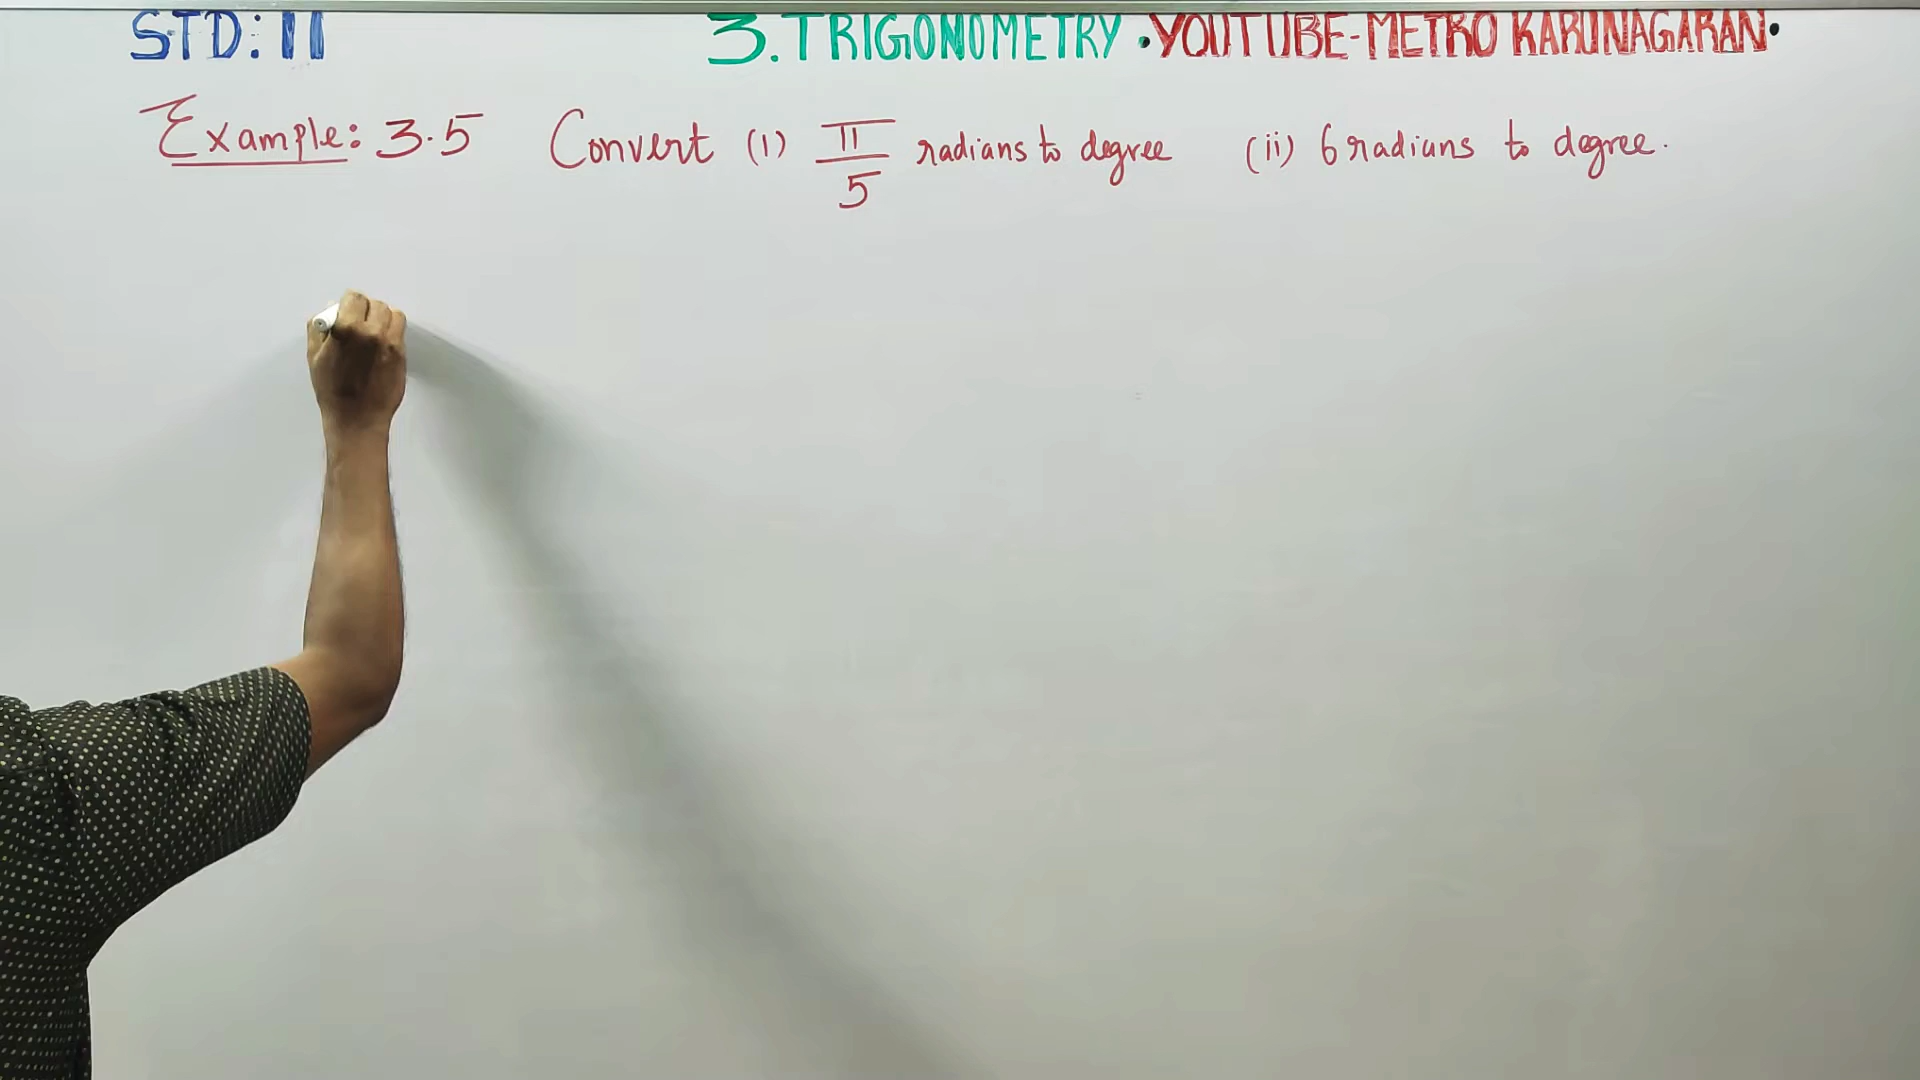 STD: 11 3. TRIGONOMETRY • YOUTUBE-METRO KARUNAGARAN •
Example: 3.5 Convert (i) π/5 radians to degree (ii) 6 radians to degree.